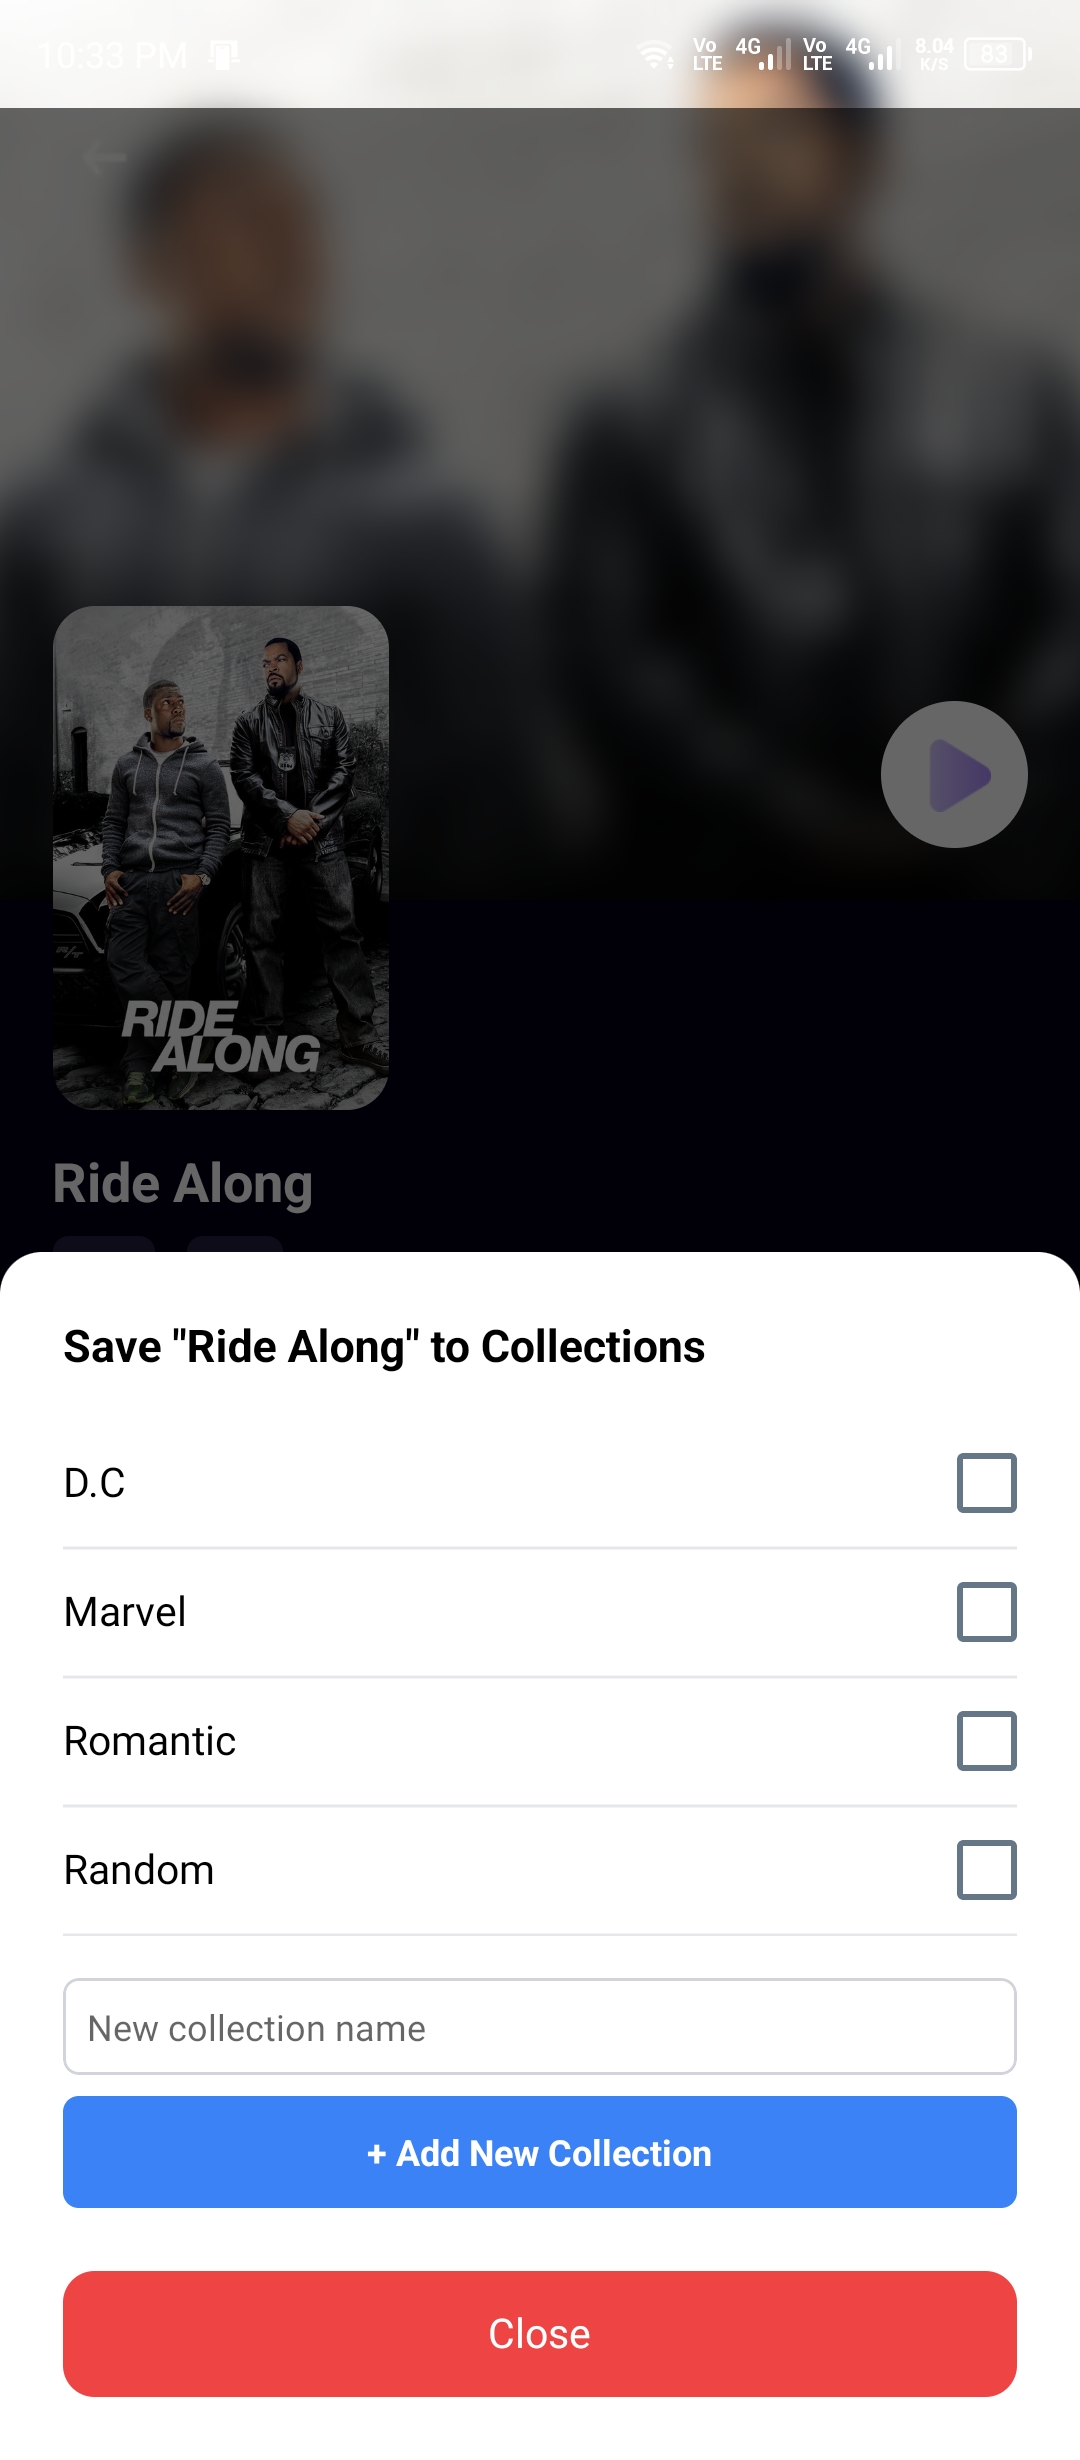 10:33 PM Vo LTE 4G Vo LTE 4G 8.04 K/S 83
RIDE
ALONG
Ride Along
Save "Ride Along" to Collections
D.C
Marvel
Romantic
Random
New collection name
+ Add New Collection
Close